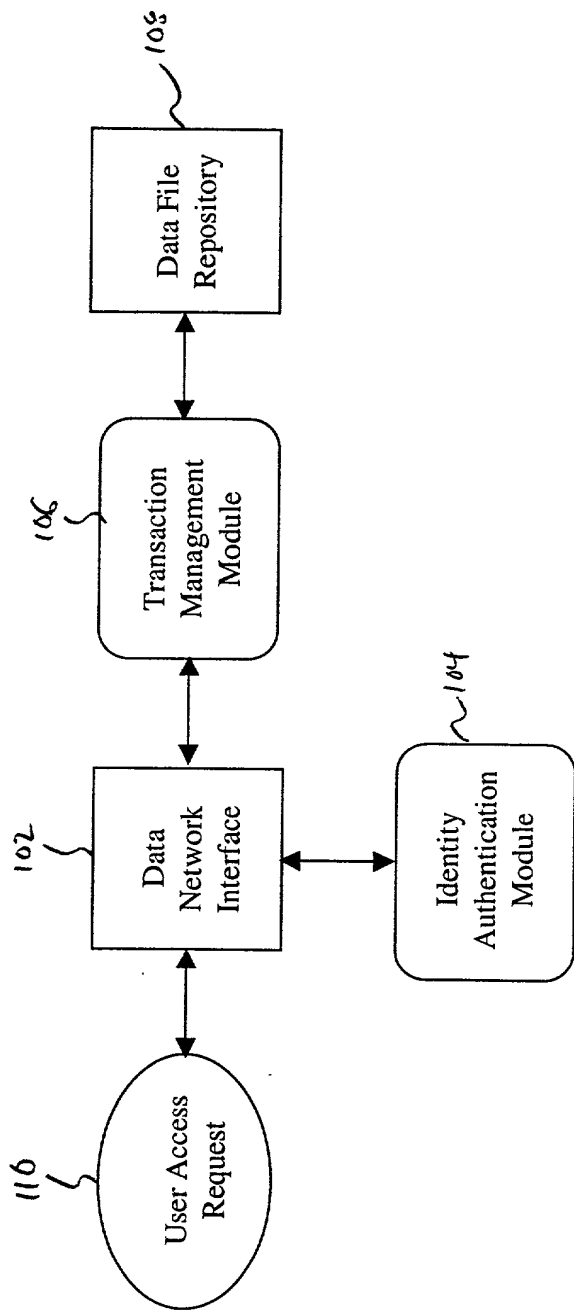 116
User Access
Request
102
Data
Network
Interface
104
Identity
Authentication
Module
106
Transaction
Management
Module
108
Data File
Repository